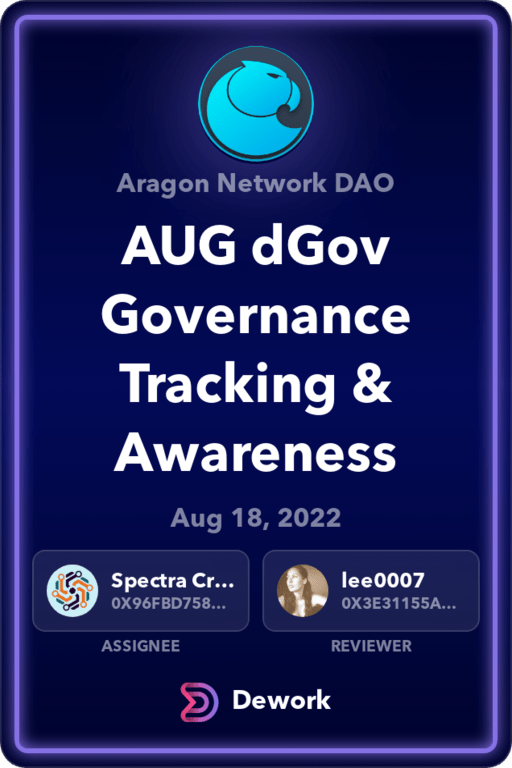 Aragon Network DAO
AUG dGov
Governance
Tracking &
Awareness
Aug 18, 2022
Spectra Cr...
0X96FBD758...
ASSIGNEE
lee0007
0X3E31155A...
REVIEWER
Dework